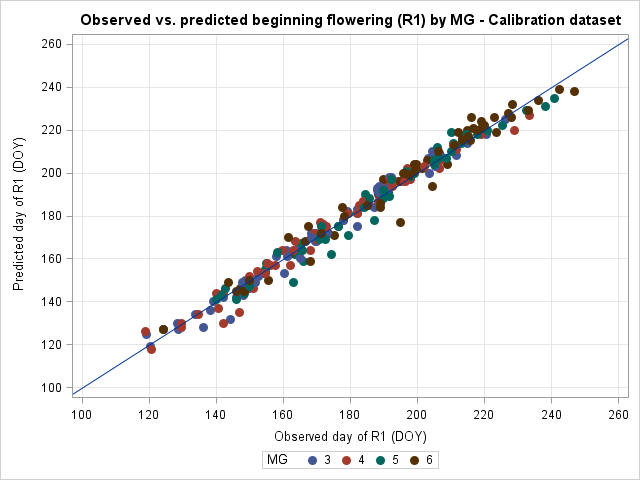 Observed vs. predicted beginning flowering (R1) by MG - Calibration dataset
260
240
220
200
180
160
140
120
100
Predicted day of R1 (DOY)
100 120 140 160 180 200 220 240 260
Observed day of R1 (DOY)
MG 3 4 5 6